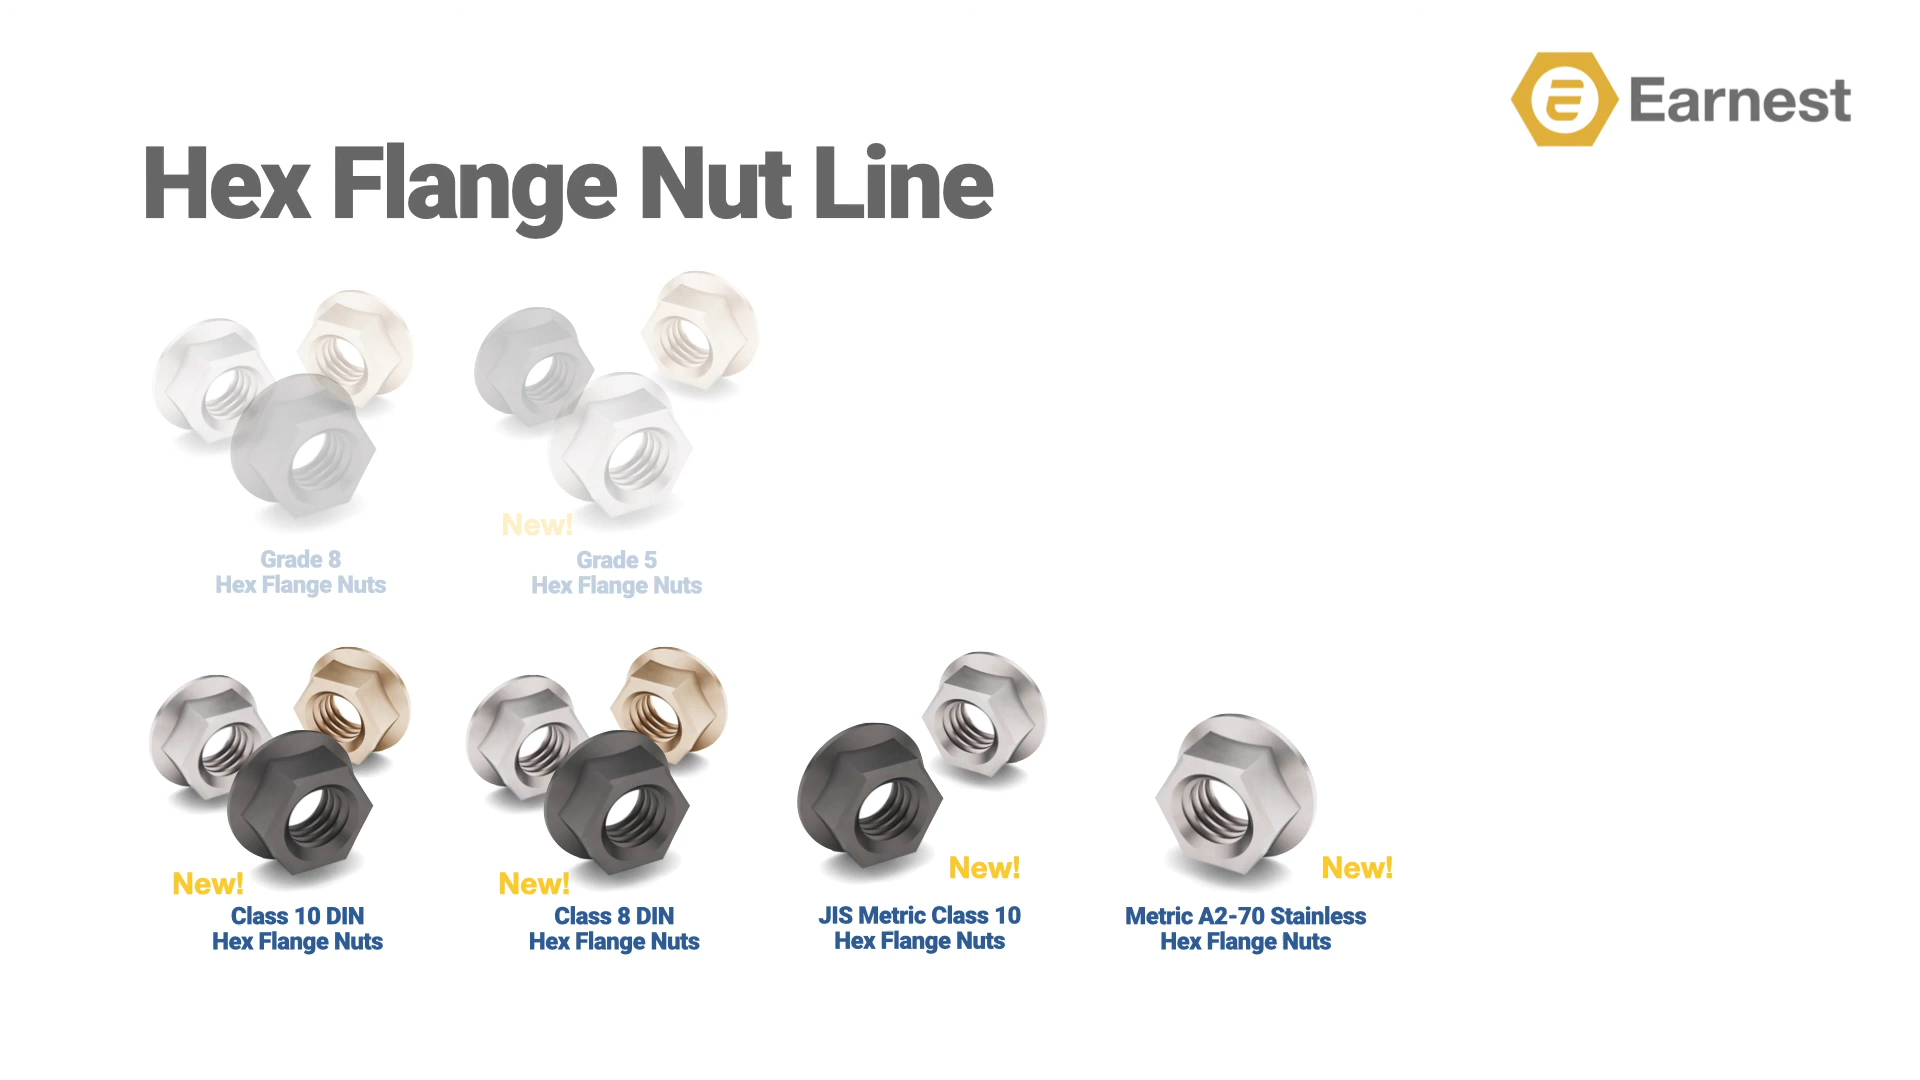 Earnest
Hex Flange Nut Line
New!
Grade 8
Hex Flange Nuts
Grade 5
Hex Flange Nuts
New!
Class 10 DIN
Hex Flange Nuts
New!
Class 8 DIN
Hex Flange Nuts
New!
JIS Metric Class 10
Hex Flange Nuts
New!
Metric A2-70 Stainless
Hex Flange Nuts